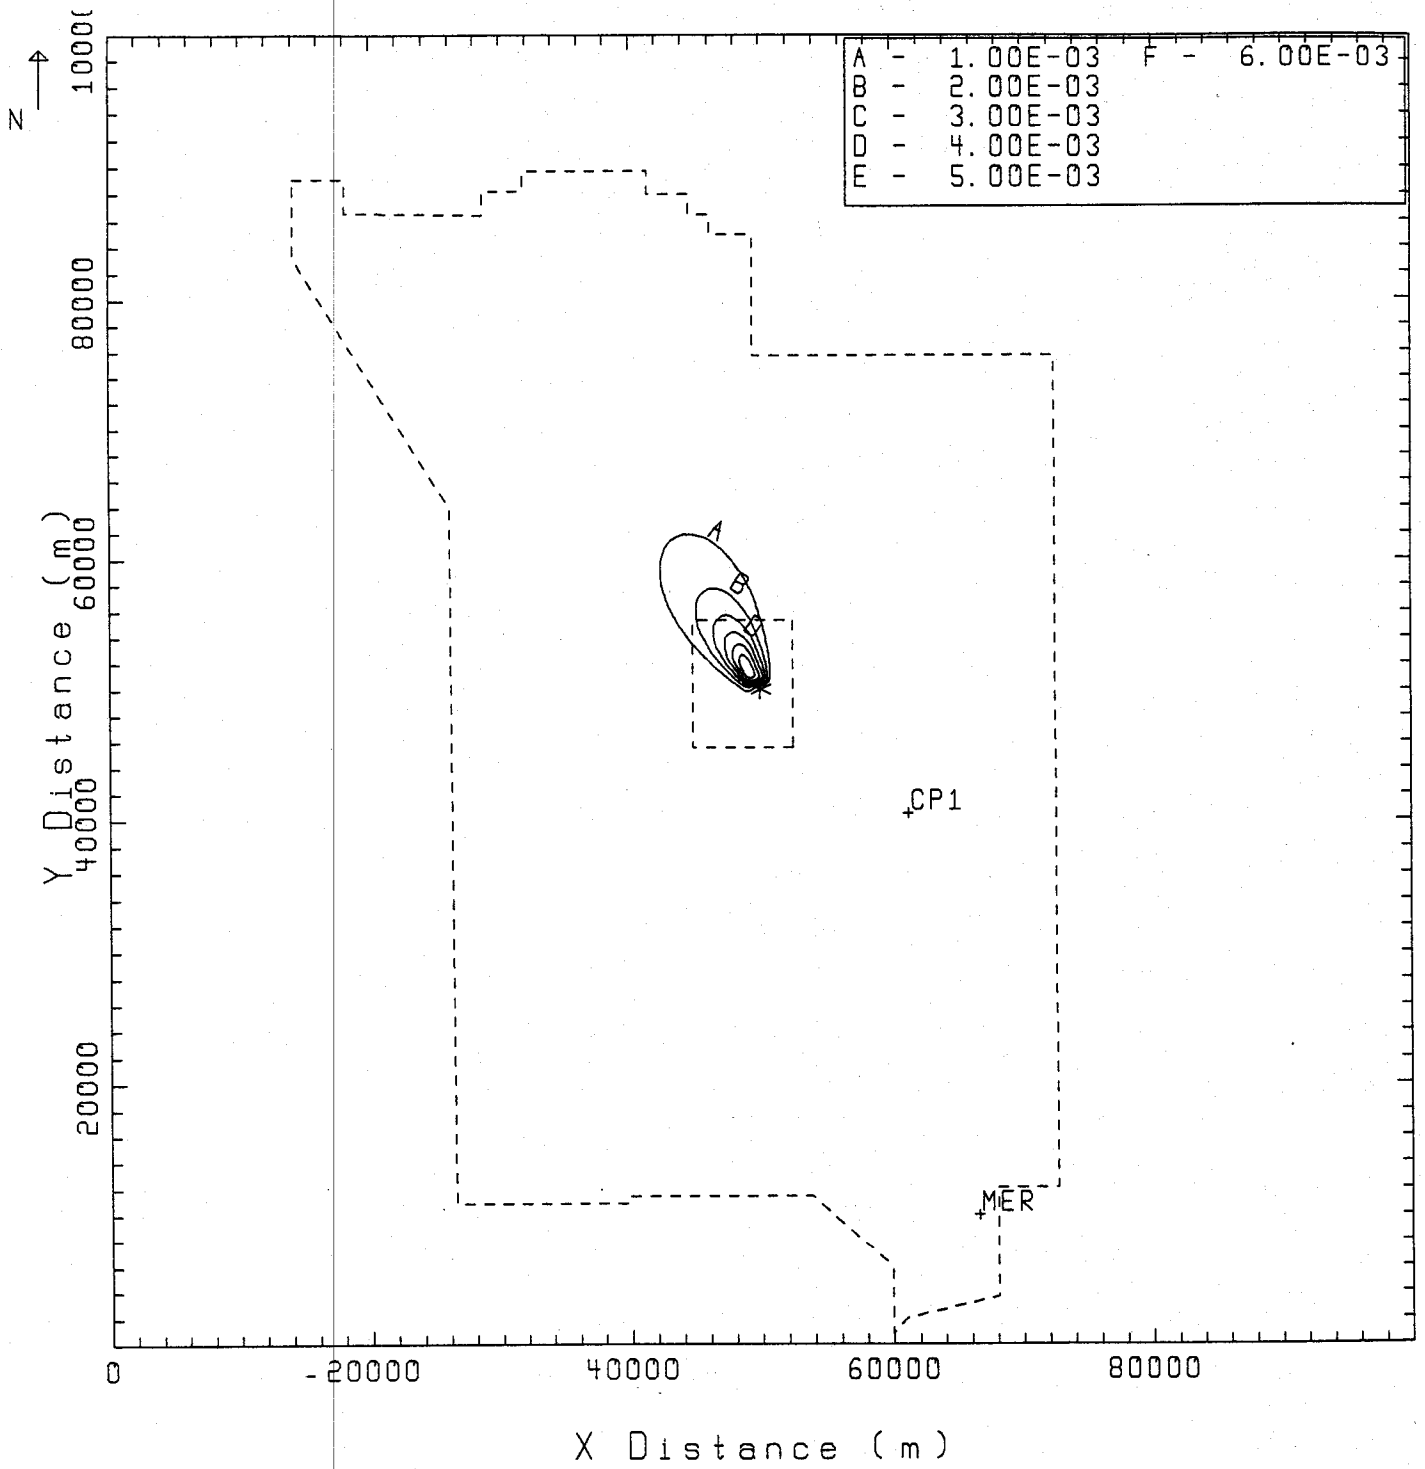 N
A - 1.00E-03 F - 6.00E-03
B - 2.00E-03
C - 3.00E-03
D - 4.00E-03
E - 5.00E-03
80000
60000
40000
20000
Y Distance (m)
A
B
CP1
MER
0 -20000 40000 60000 80000
X Distance (m)